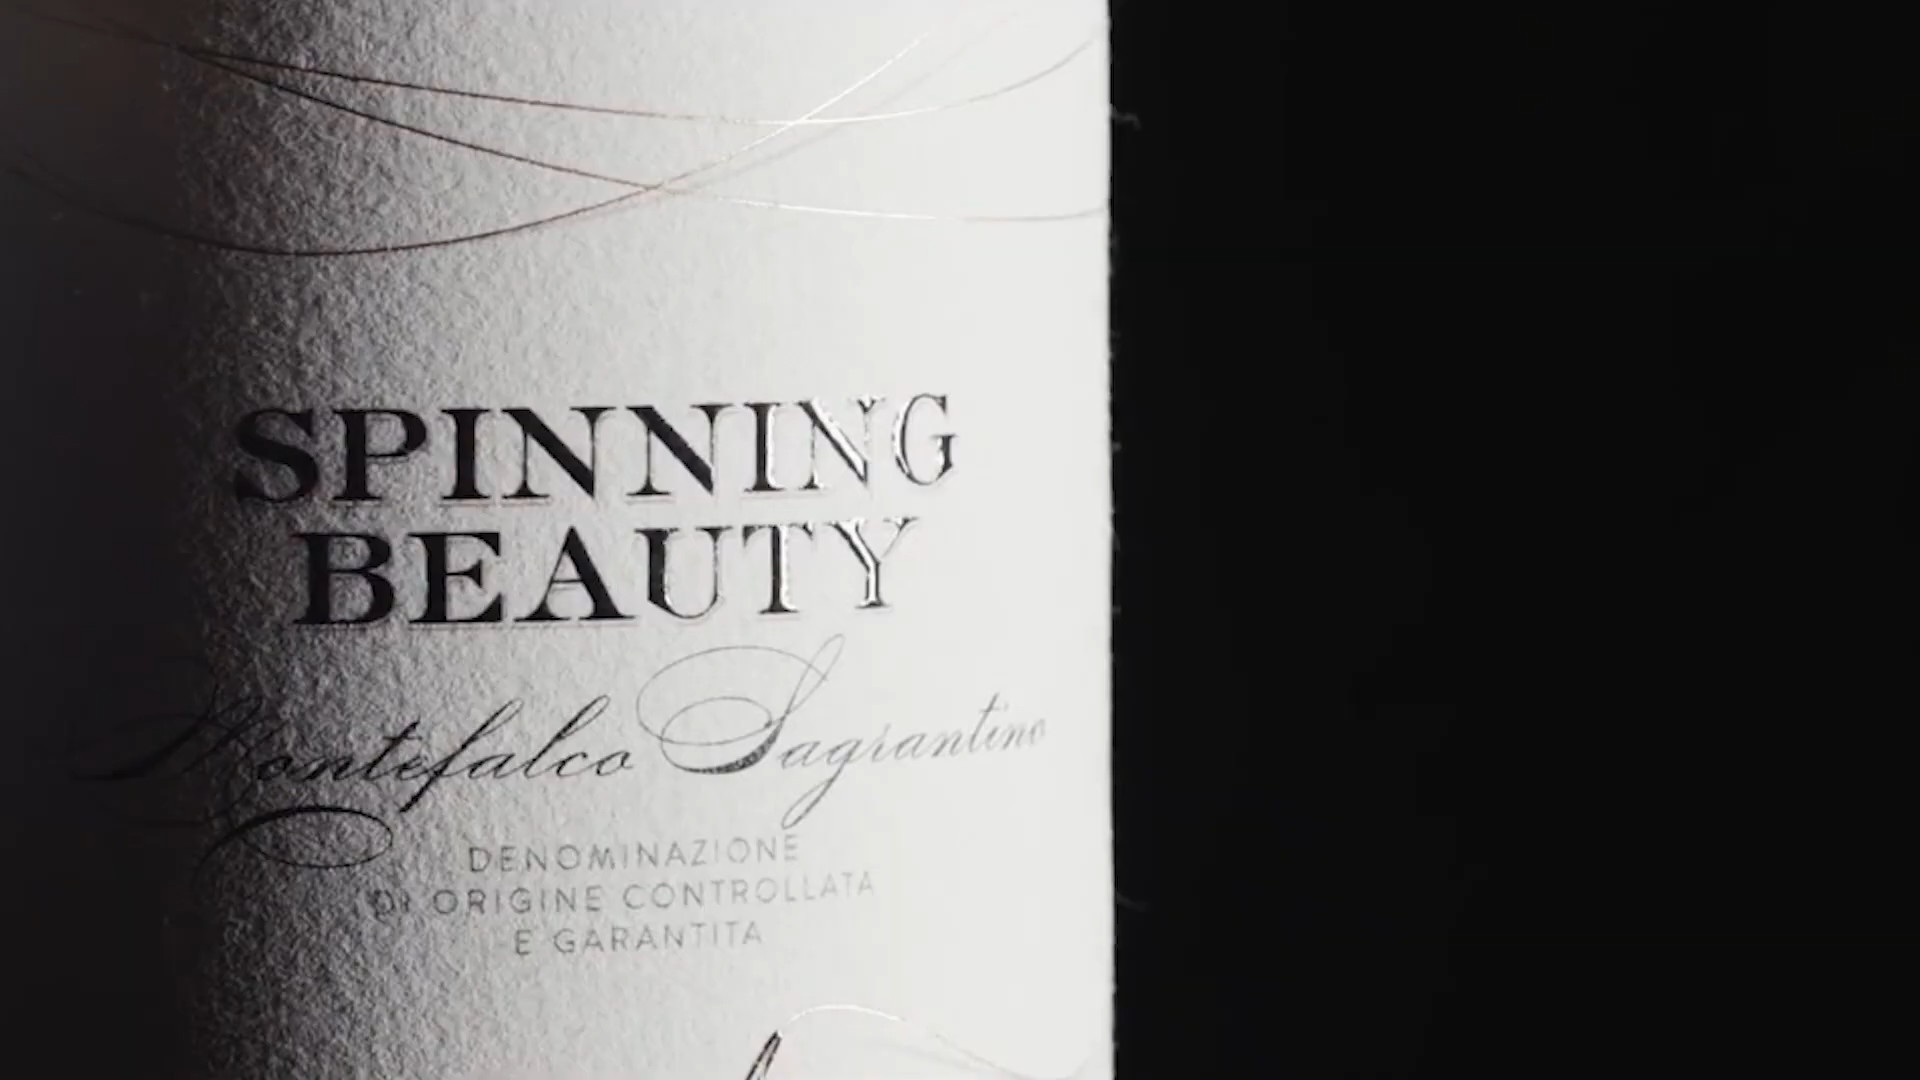 SPINNING
BEAUTY
Montefalco Sagrantino
DENOMINAZIONE
DI ORIGINE CONTROLLATA
E GARANTITA